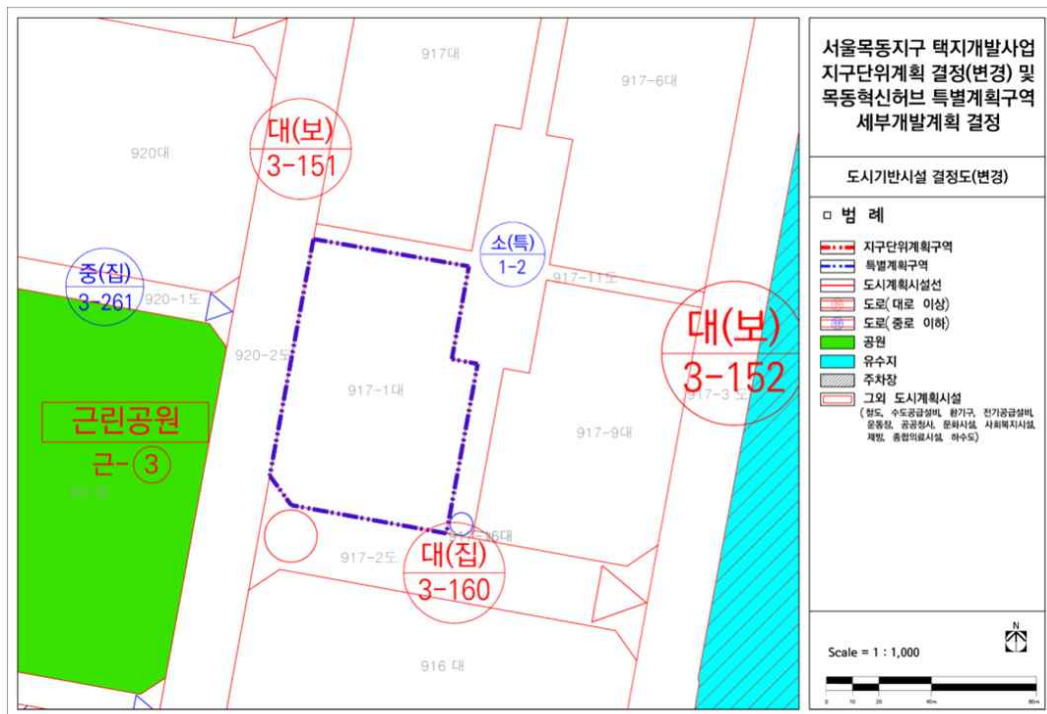 917대
917-6대
920대
대(보)
3-151
소(특)
1-2
중(집)
3-261
920-1도
917-11도
920-2도
대(보)
3-152
917-1대
917-3 도
근린공원
근-③
917-9대
917-16대
917-2도
대(집)
3-160
916 대
서울목동지구 택지개발사업
지구단위계획 결정(변경) 및
목동혁신허브 특별계획구역
세부개발계획 결정
도시기반시설 결정도(변경)
범 례
지구단위계획구역
특별계획구역
도시계획시설선
도로(대로 이상)
도로(중로 이하)
공원
유수지
주차장
그외 도시계획시설
(철도, 수도공급설비, 환기구, 전기공급설비,
운동장, 공공청사, 문화시설, 사회복지시설,
제방, 종합의료시설, 하수도)
N
Scale = 1 : 1,000
0 10 20 40m 80m